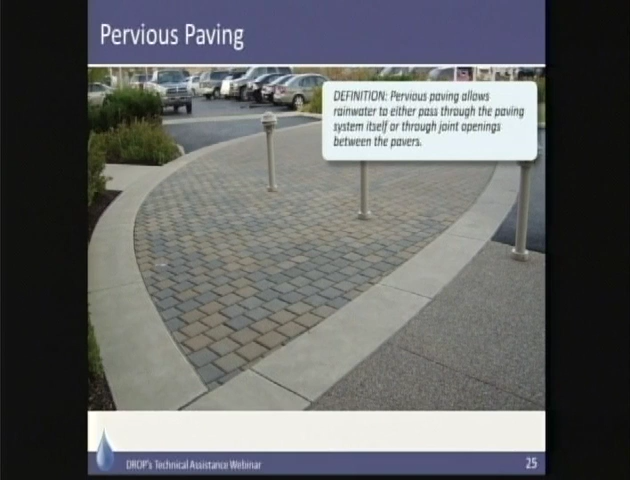 Pervious Paving
DEFINITION: Pervious paving allows
rainwater to either pass through the paving
system itself or through joint openings
between the pavers.
DROP's Technical Assistance Webinar
25